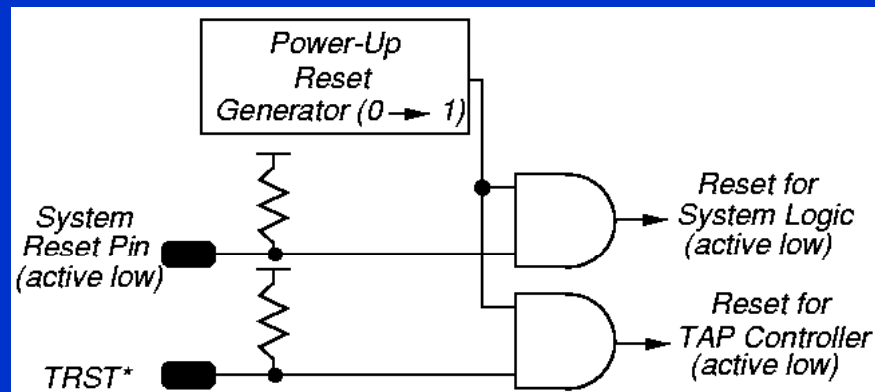 Power-Up
Reset
Generator (0 → 1)
System
Reset Pin
(active low)
Reset for
System Logic
(active low)
TRST*
Reset for
TAP Controller
(active low)